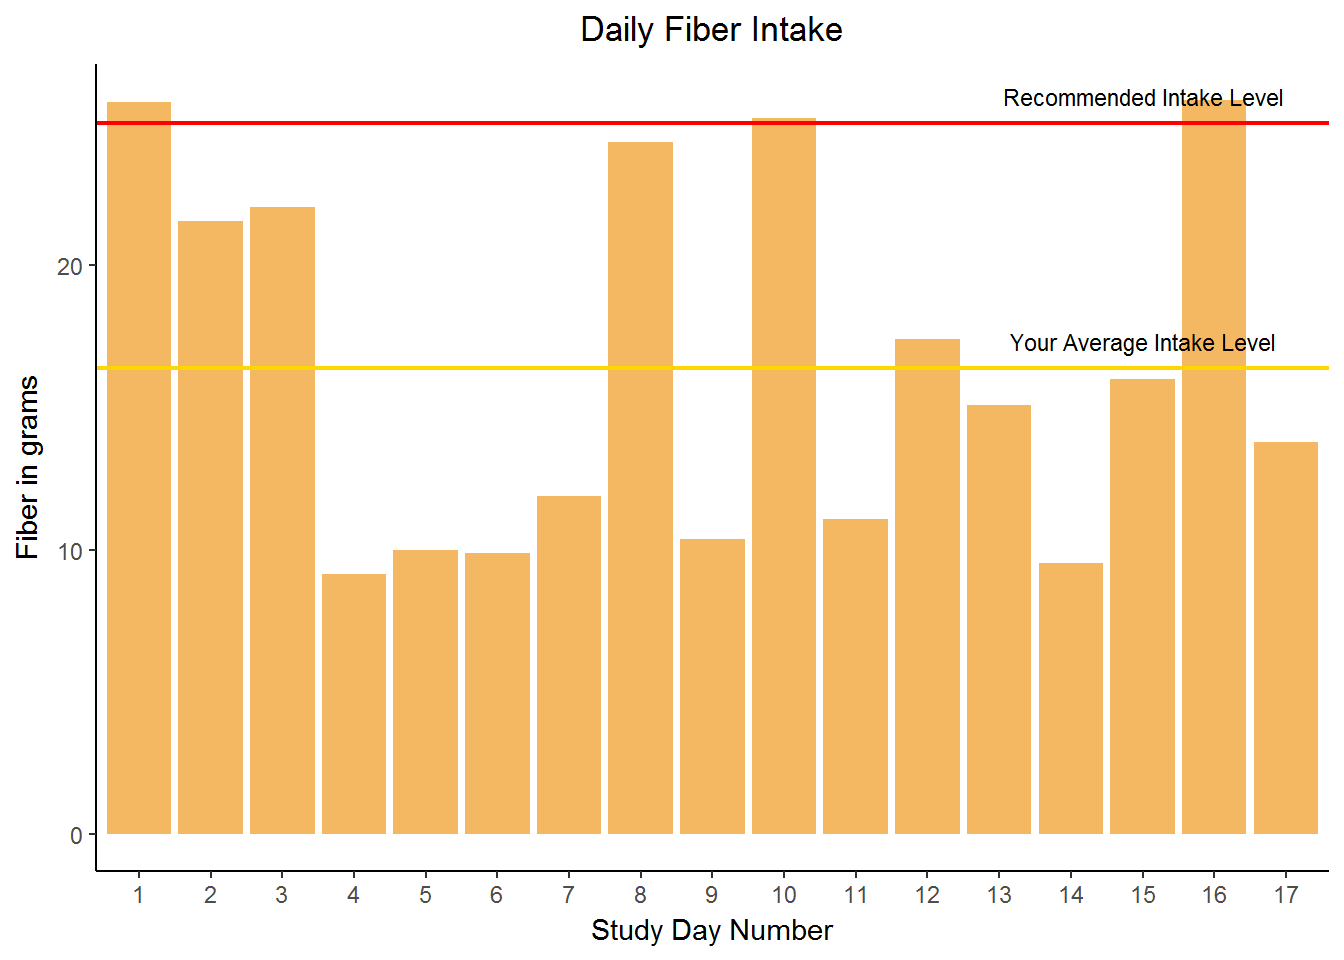 Daily Fiber Intake
Recommended Intake Level
Your Average Intake Level
Fiber in grams
20
10
0
1 2 3 4 5 6 7 8 9 10 11 12 13 14 15 16 17
Study Day Number